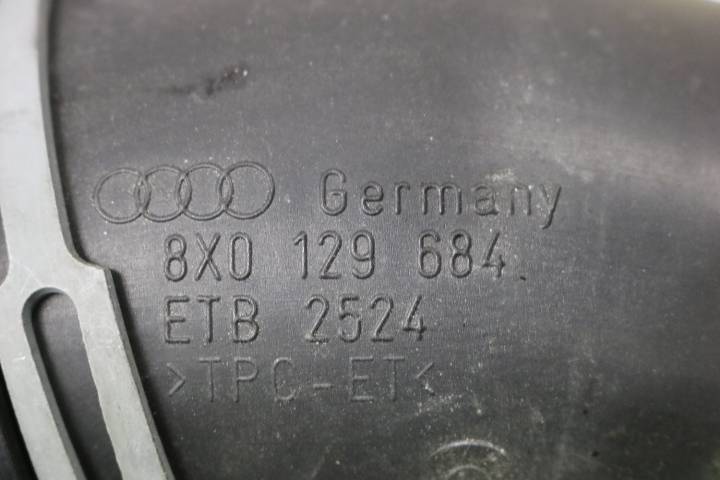 Germany
8X0 129 684
ETB 2524
>TPC-ET<